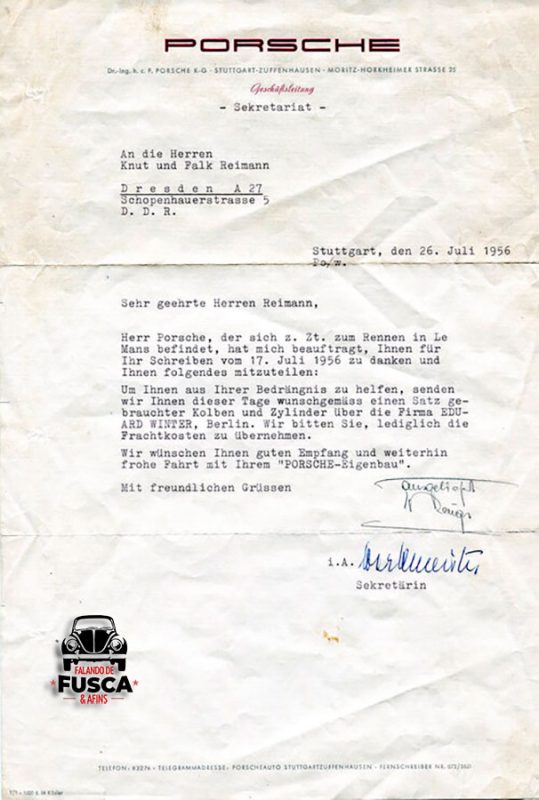 PORSCHE
Dr.-Ing. h. c. F. PORSCHE K-G · STUTTGART-ZUFFENHAUSEN · MORITZ-HORKHEIMER STRASSE 25
Geschäftsleitung
- Sekretariat -
An die Herren
Knut und Falk Reimann
Dresden A 27
Schopenhauerstrasse 5
D. D. R.
Stuttgart, den 26. Juli 1956
Po/w.
Sehr geehrte Herren Reimann,
Herr Porsche, der sich z. Zt. zum Rennen in Le
Mans befindet, hat mich beauftragt, Ihnen für
Ihr Schreiben vom 17. Juli 1956 zu danken und
Ihnen folgendes mitzuteilen:
Um Ihnen aus Ihrer Bedrängnis zu helfen, senden
wir Ihnen dieser Tage wunschgemäss einen Satz ge-
brauchter Kolben und Zylinder über die Firma EDU-
ARD WINTER, Berlin. Wir bitten Sie, lediglich die
Frachtkosten zu übernehmen.
Wir wünschen Ihnen guten Empfang und weiterhin
frohe Fahrt mit Ihrem "PORSCHE-Eigenbau".
Mit freundlichen Grüssen
i.A.
Sekretärin
FALANDO DE
FUSCA
& AFINS
TELEFON · TELEGRAMMADRESSE: PORSCHEAUTO STUTTGARTZUFFENHAUSEN · FERNSCHREIBER NR.